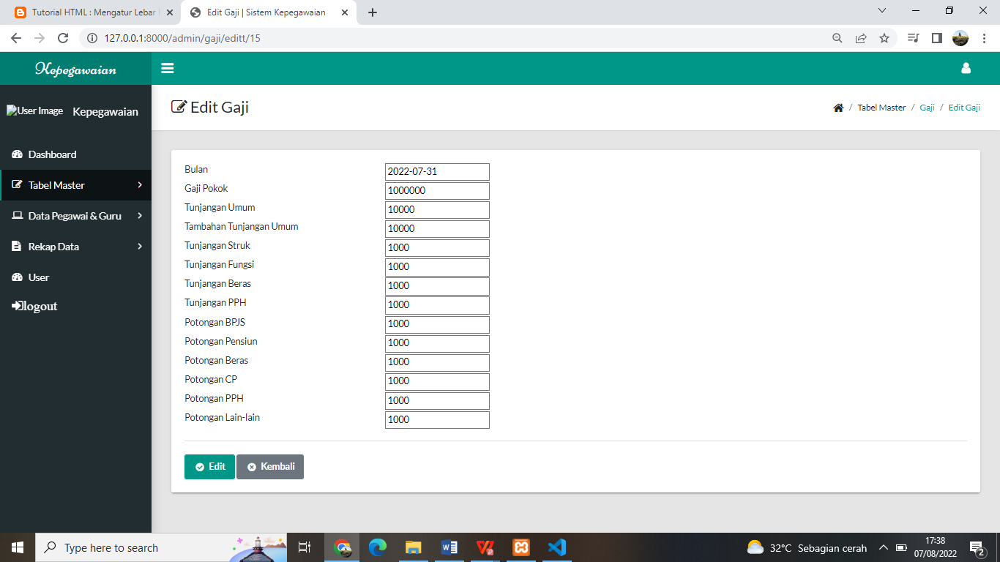 Tutorial HTML : Mengatur Lebar
Edit Gaji | Sistem Kepegawaian
127.0.0.1:8000/admin/gaji/editt/15
Kepegawaian
User Image Kepegawaian
Dashboard
Tabel Master
Data Pegawai & Guru
Rekap Data
User
logout
Edit Gaji
/ Tabel Master / Gaji / Edit Gaji
Bulan 2022-07-31
Gaji Pokok 1000000
Tunjangan Umum 10000
Tambahan Tunjangan Umum 10000
Tunjangan Struk 1000
Tunjangan Fungsi 1000
Tunjangan Beras 1000
Tunjangan PPH 1000
Potongan BPJS 1000
Potongan Pensiun 1000
Potongan Beras 1000
Potongan CP 1000
Potongan PPH 1000
Potongan Lain-lain 1000
Edit Kembali
Type here to search
32°C Sebagian cerah
17:38
07/08/2022
2